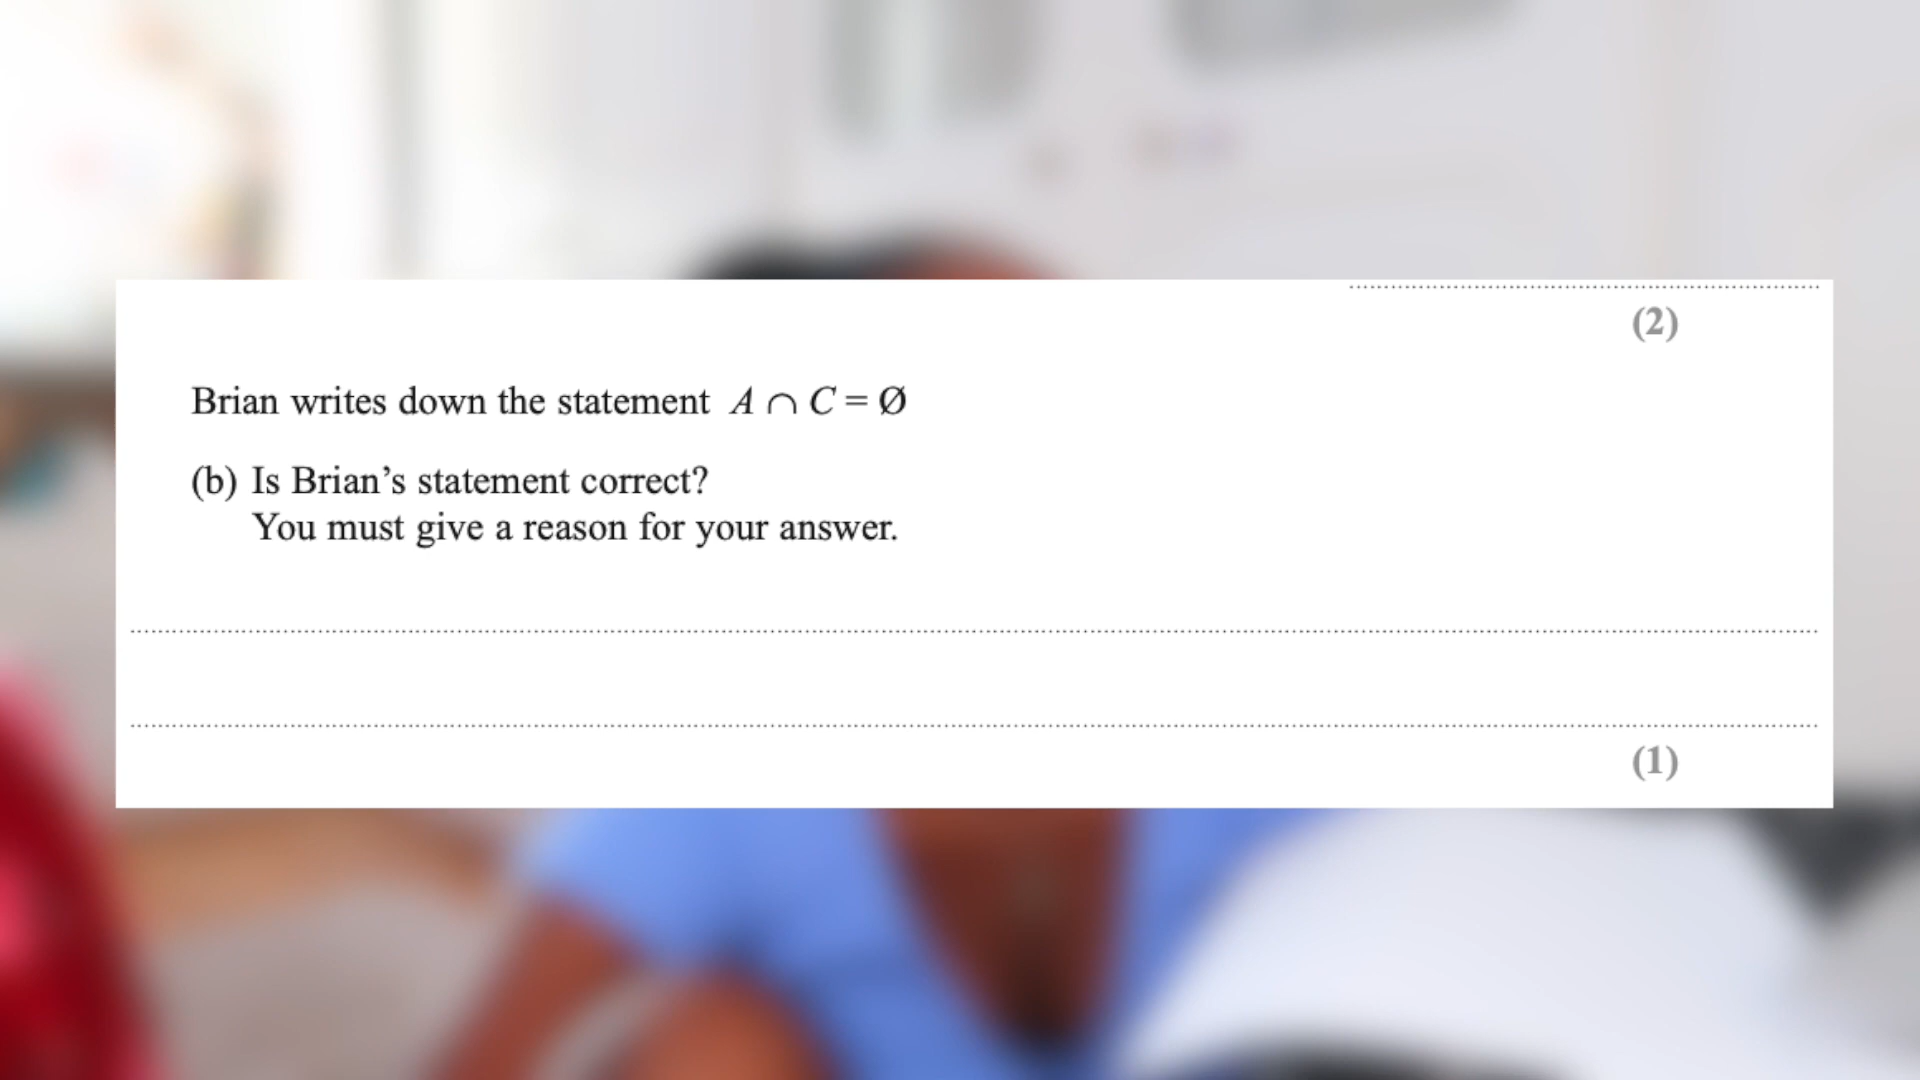 (2)
Brian writes down the statement A ∩ C = Ø
(b) Is Brian’s statement correct?
You must give a reason for your answer.
(1)